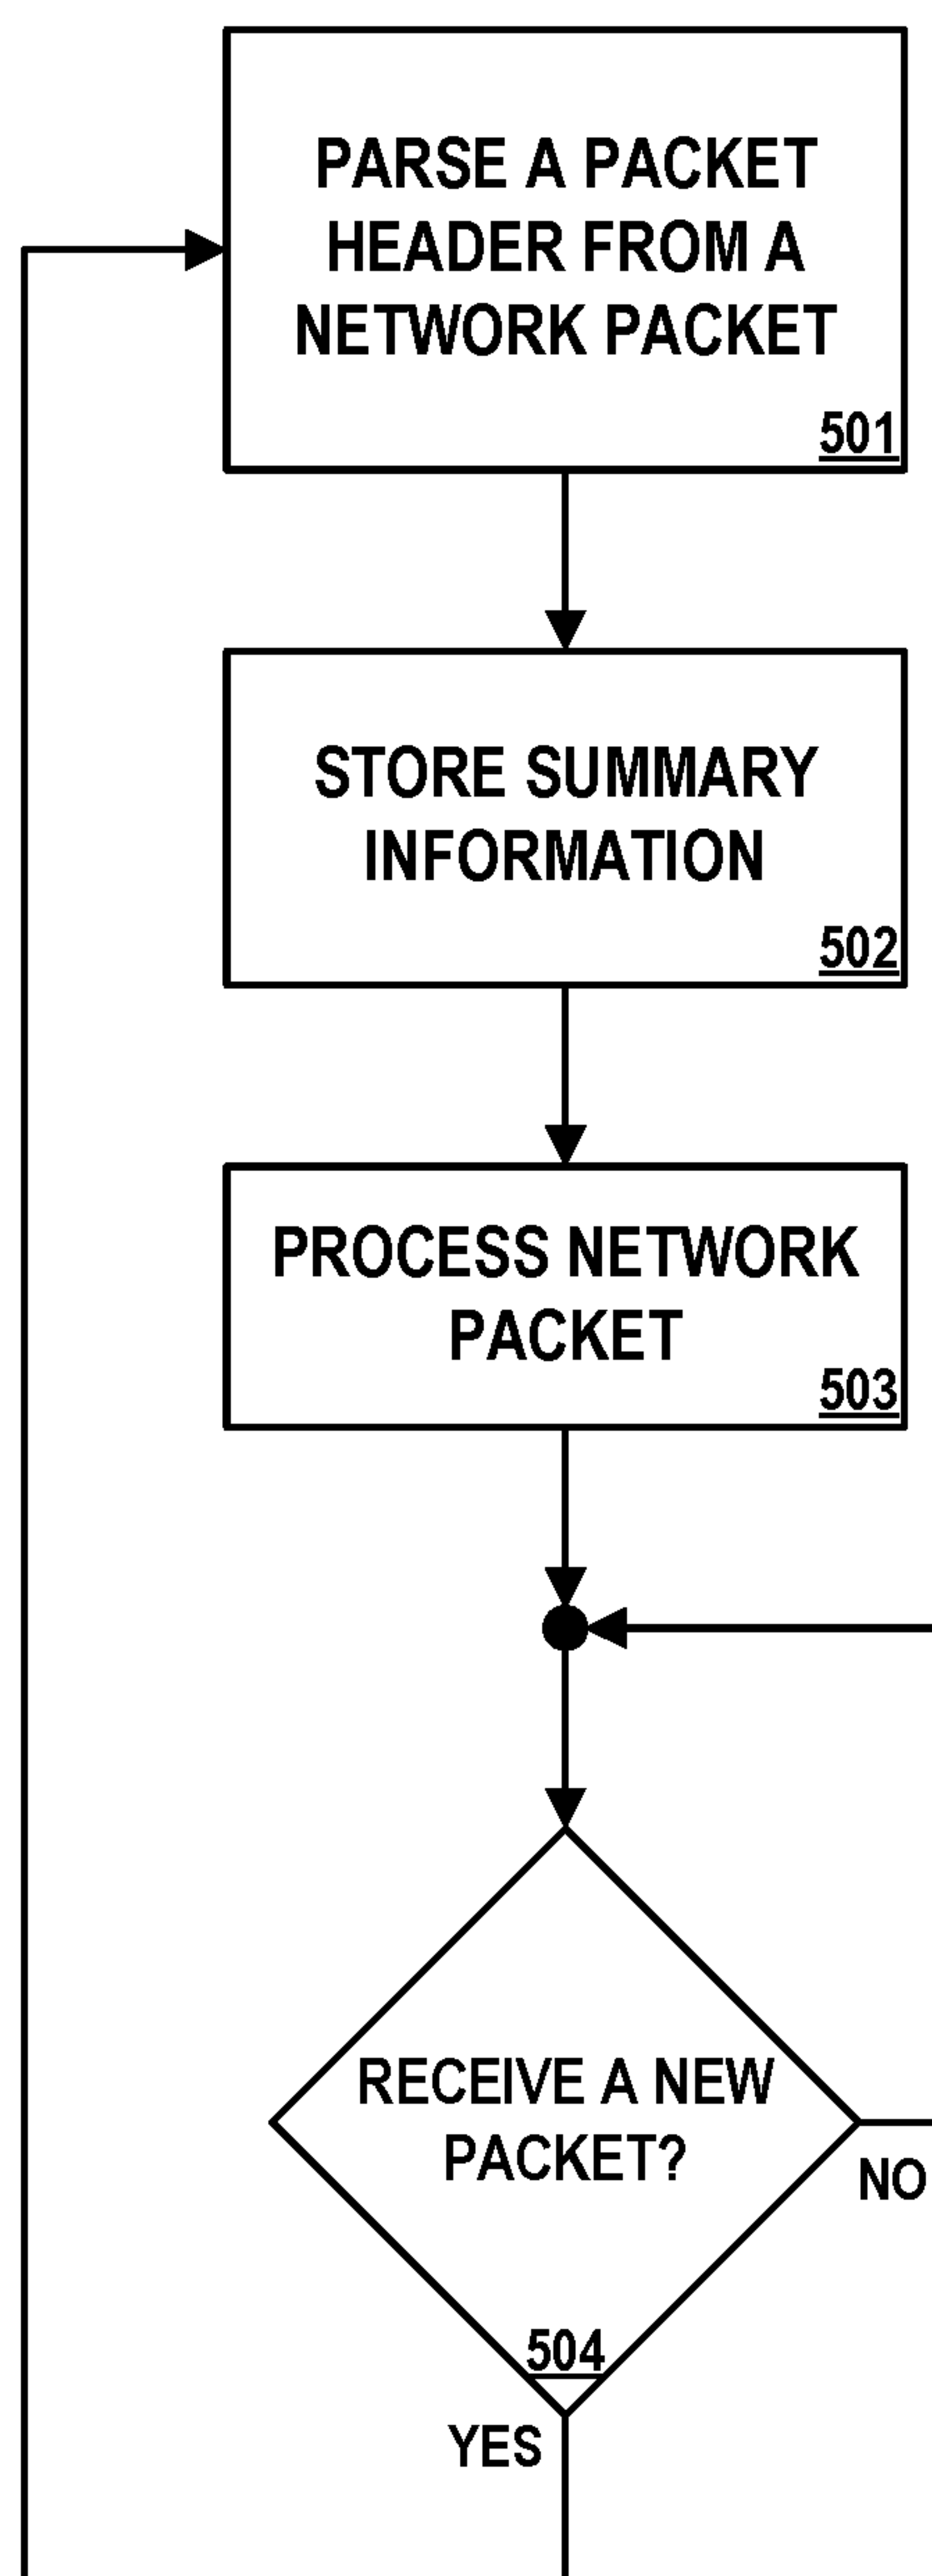 PARSE A PACKET
HEADER FROM A
NETWORK PACKET
501
STORE SUMMARY
INFORMATION
502
PROCESS NETWORK
PACKET
503
RECEIVE A NEW
PACKET?
NO
504
YES